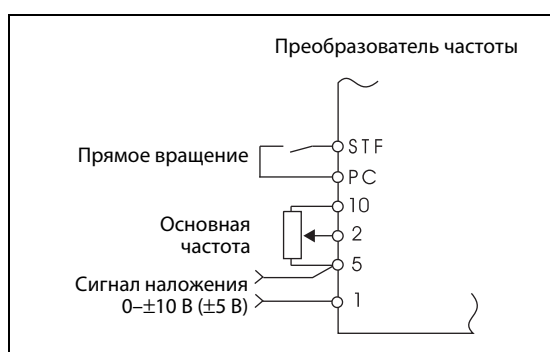 Преобразователь частоты
Прямое вращение
STF
PC
10
Основная
частота
2
5
Сигнал наложения
0–±10 В (±5 В)
1